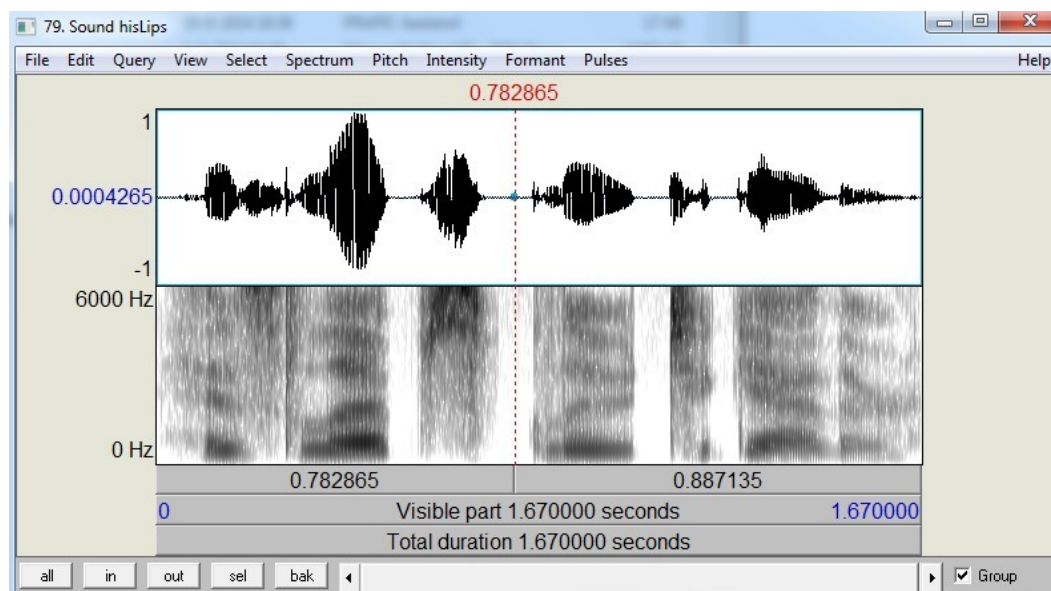 79. Sound hisLips
File Edit Query View Select Spectrum Pitch Intensity Formant Pulses Help
0.782865
1
0.0004265
-1
6000 Hz
0 Hz
0.782865 0.887135
0 Visible part 1.670000 seconds 1.670000
Total duration 1.670000 seconds
all in out sel bak Group